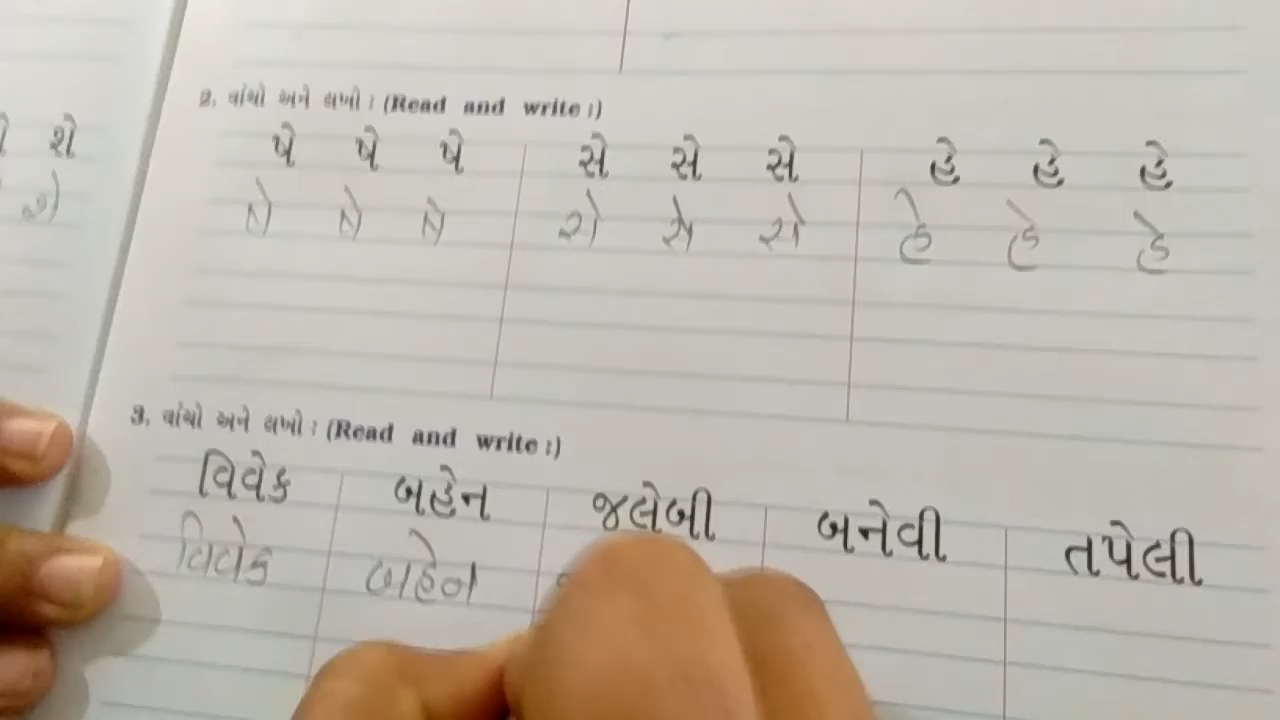 શે
શે
2. વાંચો અને લખો : (Read and write :)
ષે ષે ષે સે સે સે હે હે હે
ષે ષે ષે સે સે સે હે હે હે
3. વાંચો અને લખો : (Read and write :)
વિવેક બહેન જલેબી બનેવી તપેલી
વિવેક બહેન